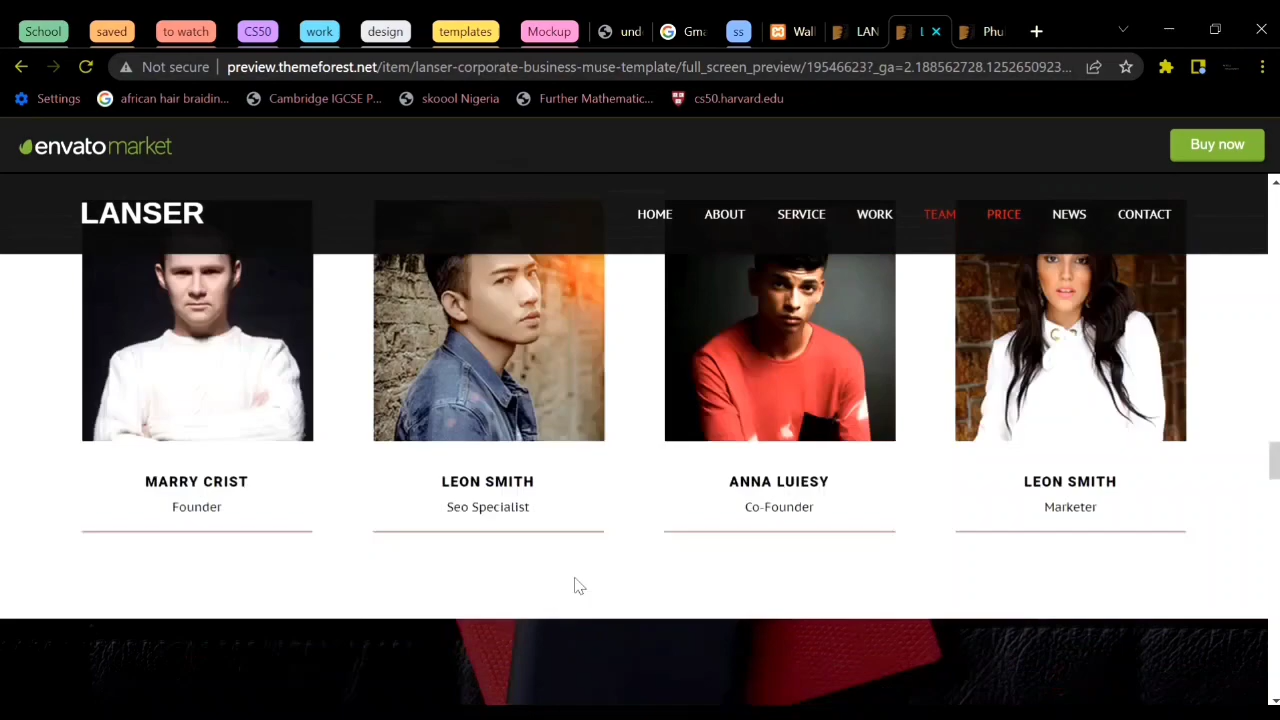 School saved to watch CS50 work design templates Mockup und Gma ss Wall LAN L Phu
Not secure preview.themeforest.net/item/lanser-corporate-business-muse-template/full_screen_preview/19546623?_ga=2.188562728.1252650923...
Settings african hair braidin... Cambridge IGCSE P... skoool Nigeria Further Mathematic... cs50.harvard.edu
envatomarket Buy now
LANSER HOME ABOUT SERVICE WORK TEAM PRICE NEWS CONTACT
MARRY CRIST LEON SMITH ANNA LUIESY LEON SMITH
Founder Seo Specialist Co-Founder Marketer